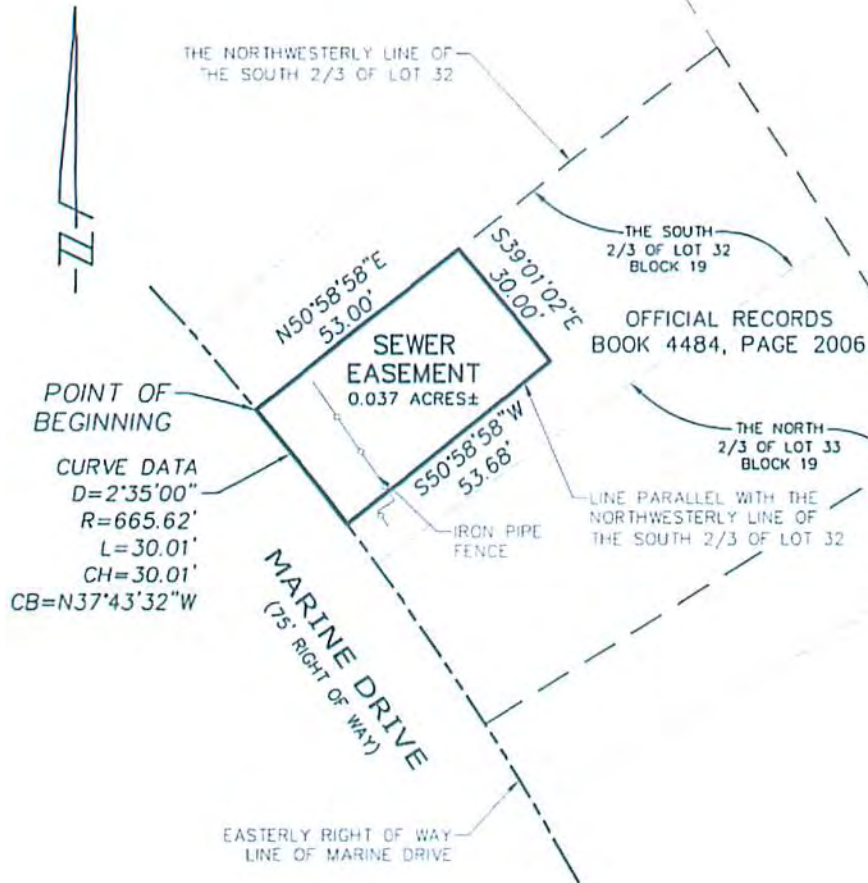 THE NORTHWESTERLY LINE OF
THE SOUTH 2/3 OF LOT 32
N
N50°58'58"E
53.00'
S39°01'02"E
30.00'
THE SOUTH
2/3 OF LOT 32
BLOCK 19
OFFICIAL RECORDS
BOOK 4484, PAGE 2006
SEWER
EASEMENT
0.037 ACRES±
POINT OF
BEGINNING
CURVE DATA
D=2°35'00"
R=665.62'
L=30.01'
CH=30.01'
CB=N37°43'32"W
S50°58'58"W
53.68'
THE NORTH
2/3 OF LOT 33
BLOCK 19
LINE PARALLEL WITH THE
NORTHWESTERLY LINE OF
THE SOUTH 2/3 OF LOT 32
IRON PIPE
FENCE
MARINE DRIVE
(75' RIGHT OF WAY)
EASTERLY RIGHT OF WAY
LINE OF MARINE DRIVE